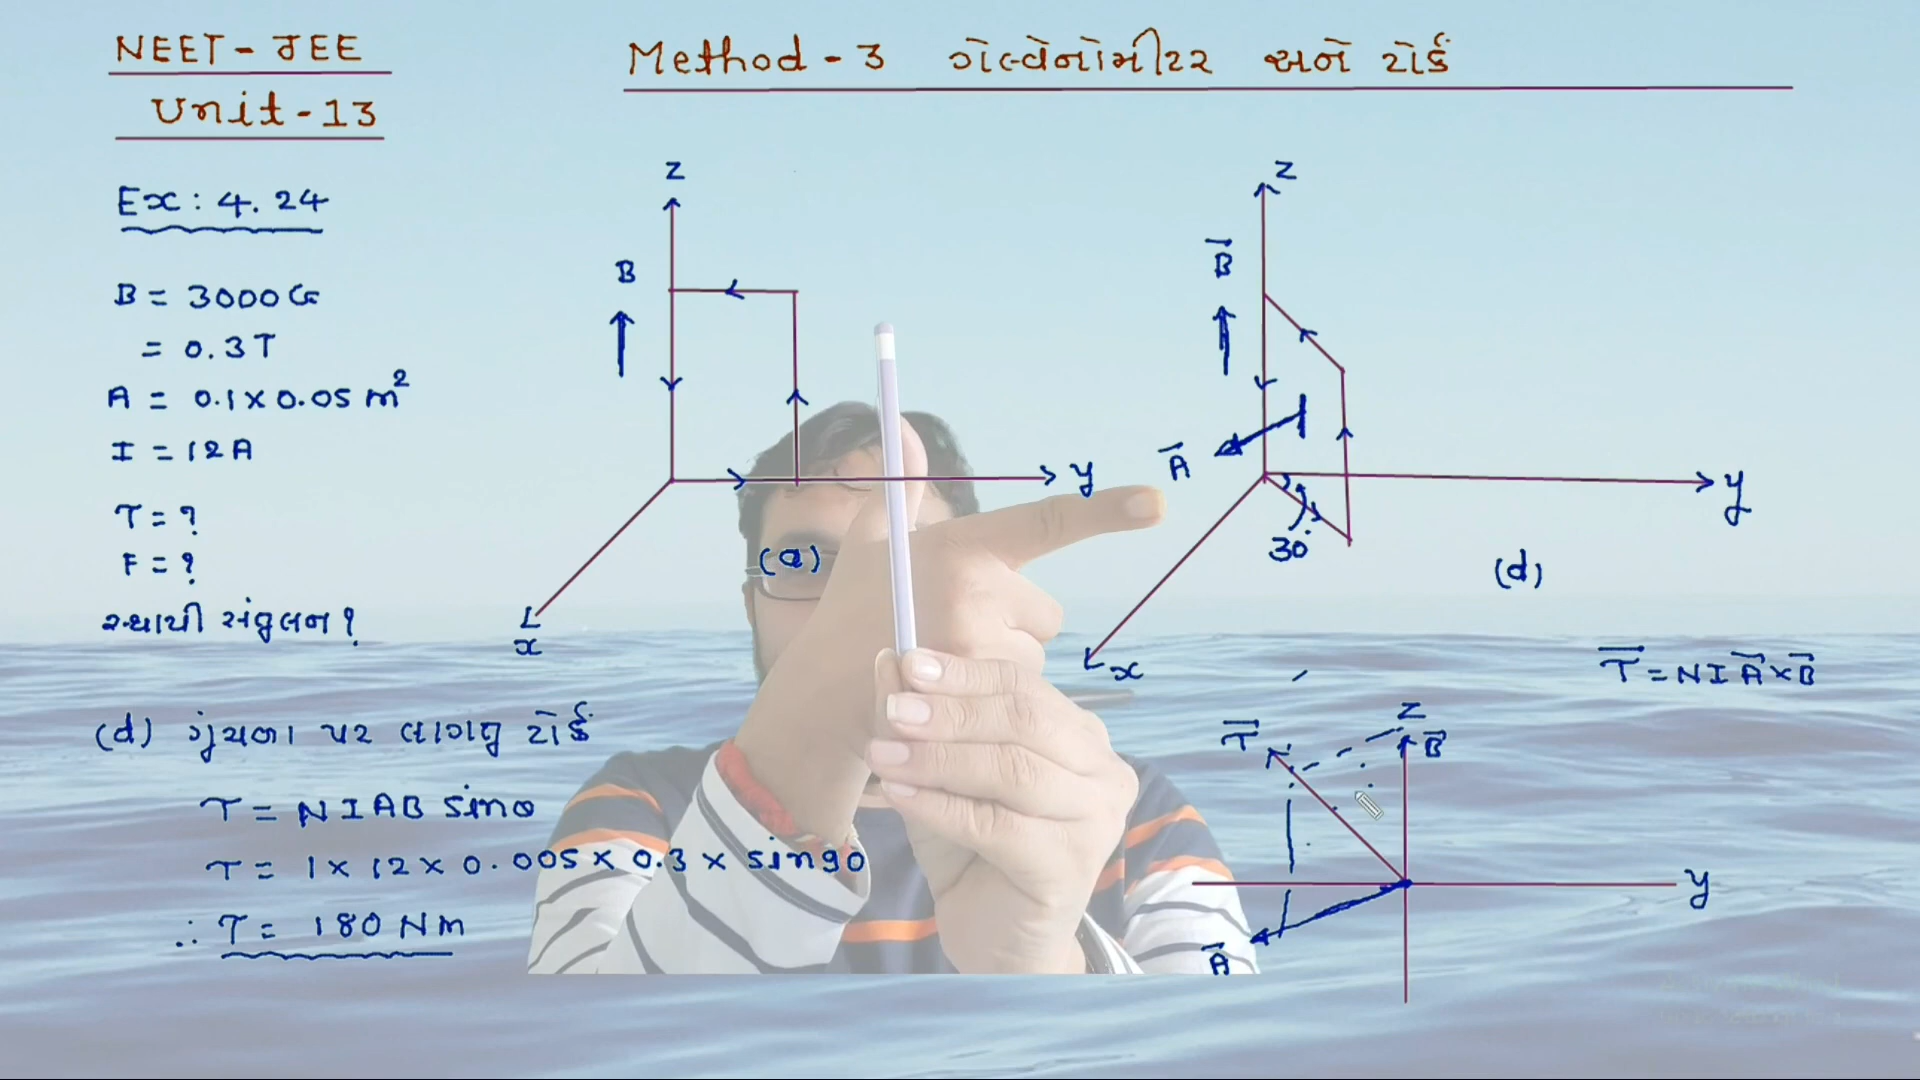 NEET - JEE
Unit - 13
Method - 3 ગેલ્વેનોમીટર અને ટોર્ક
Ex : 4.24
B = 3000 G
= 0.3 T
A = 0.1 x 0.05 m²
I = 12 A
τ = ?
F = ?
સ્થાયી સંતુલન ?
z
B
y
x
(a)
z
B⃗
A⃗
y
30°
x
(d)
τ⃗ = N I A⃗ x B⃗
(d) ગૂંચળા પર લાગતુ ટોર્ક
τ = N I A B sinθ
τ = 1 x 12 x 0.005 x 0.3 x sin90
∴ τ = 180 Nm
z
τ⃗
B⃗
y
A⃗